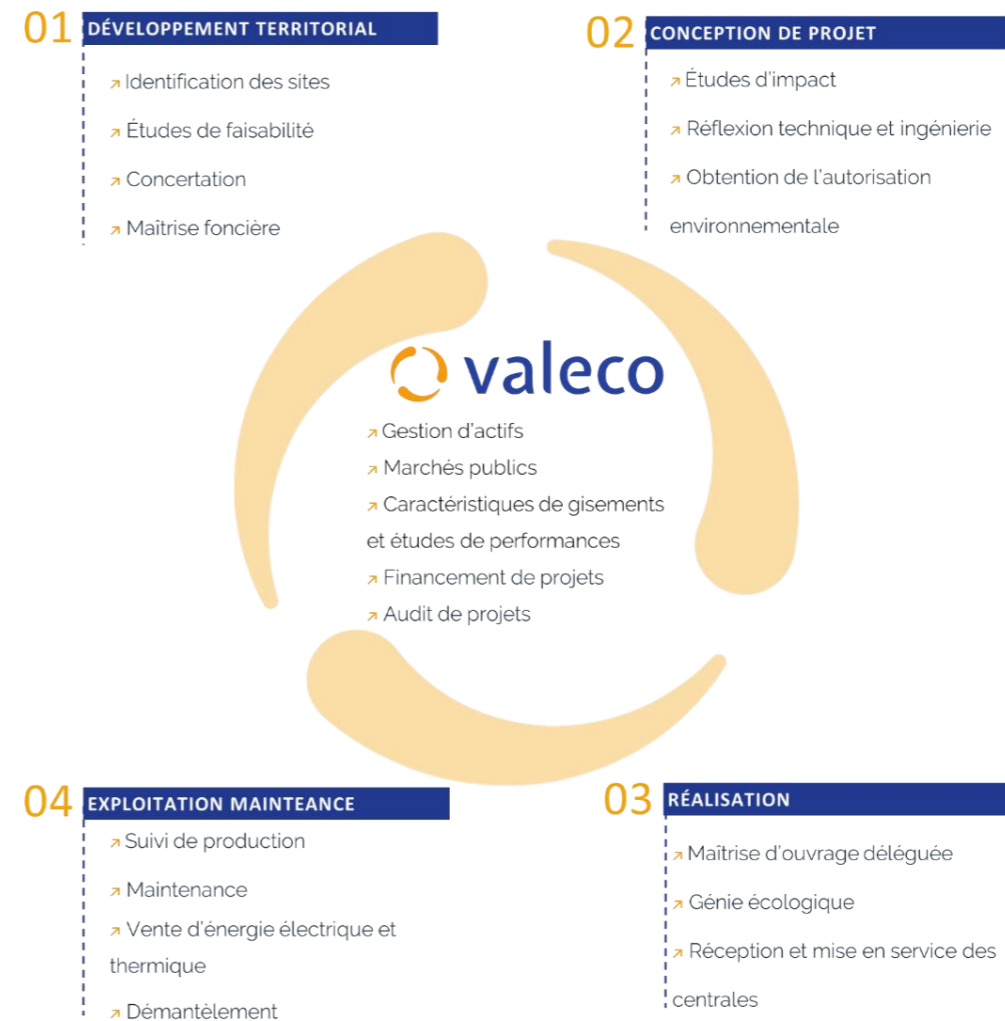 01 DÉVELOPPEMENT TERRITORIAL
↗ Identification des sites
↗ Études de faisabilité
↗ Concertation
↗ Maîtrise foncière
02 CONCEPTION DE PROJET
↗ Études d'impact
↗ Réflexion technique et ingénierie
↗ Obtention de l'autorisation
environnementale
valeco
↗ Gestion d'actifs
↗ Marchés publics
↗ Caractéristiques de gisements
et études de performances
↗ Financement de projets
↗ Audit de projets
04 EXPLOITATION MAINTEANCE
↗ Suivi de production
↗ Maintenance
↗ Vente d'énergie électrique et
thermique
↗ Démantèlement
03 RÉALISATION
↗ Maîtrise d'ouvrage déléguée
↗ Génie écologique
↗ Réception et mise en service des
centrales